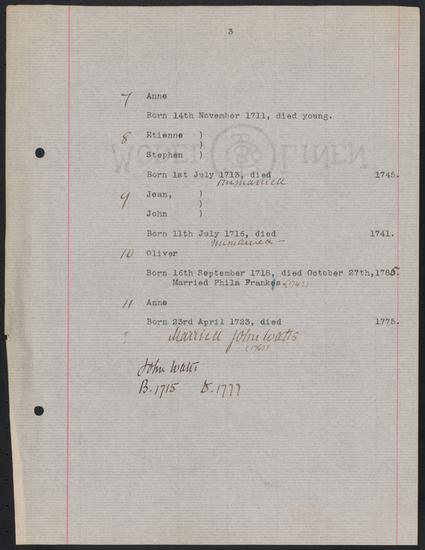 3
7 Anne
Born 14th November 1711, died young.
8 Etienne )
)
Stephen )
Born 1st July 1713, died 1745.
Unmarried
9 Jean, )
)
John )
Born 11th July 1716, died 1741.
Unmarried —
10 Oliver
Born 16th September 1718, died October 27th, 1785.
Married Phila Franks (1742)
11 Anne
Born 23rd April 1723, died 1775.
? Married John Watts
John Watts
B. 1715 D. 1777
MODEL LINEN